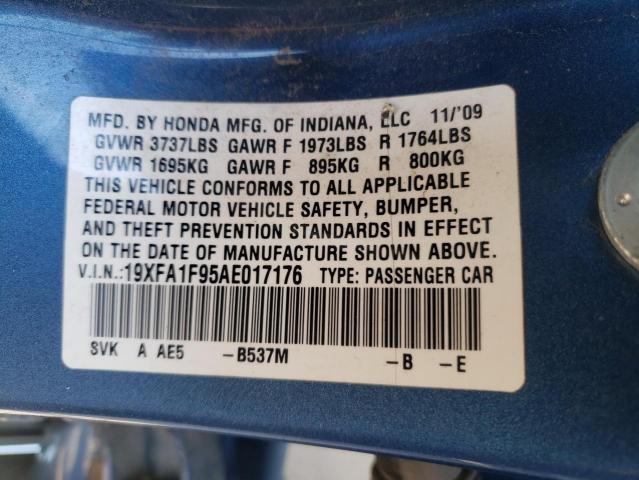 MFD. BY HONDA MFG. OF INDIANA, LLC 11/'09
GVWR 3737LBS GAWR F 1973LBS R 1764LBS
GVWR 1695KG GAWR F 895KG R 800KG
THIS VEHICLE CONFORMS TO ALL APPLICABLE
FEDERAL MOTOR VEHICLE SAFETY, BUMPER,
AND THEFT PREVENTION STANDARDS IN EFFECT
ON THE DATE OF MANUFACTURE SHOWN ABOVE.
V.I.N.:19XFA1F95AE017176 TYPE: PASSENGER CAR
SVK A AE5 -B537M -B -E